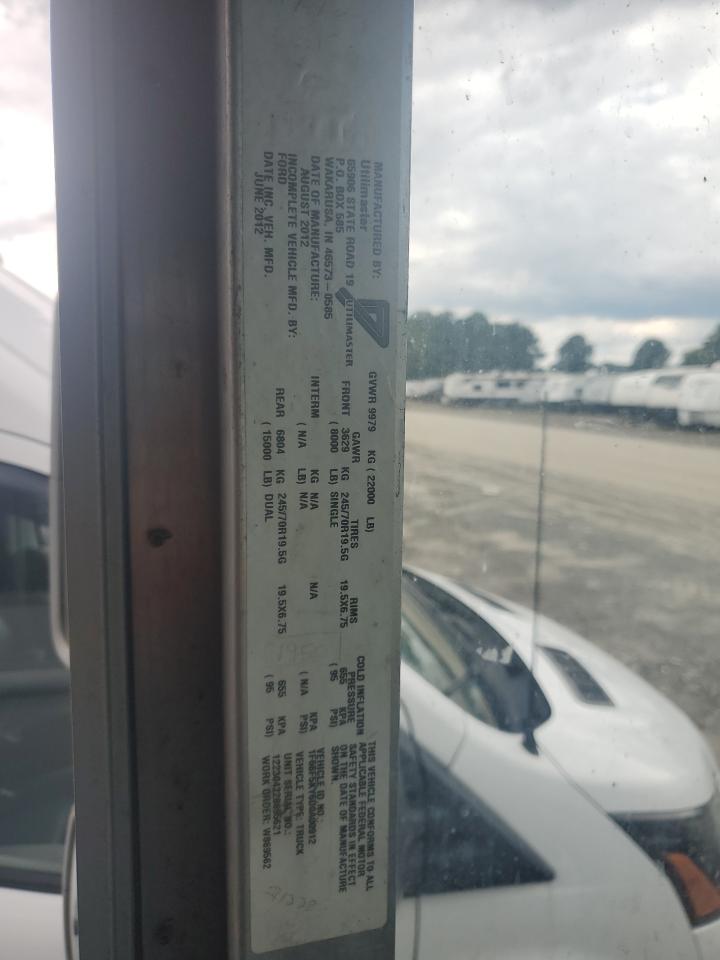 MANUFACTURED BY:
Utilimaster
65906 STATE ROAD 19
P.O. BOX 585
WAKARUSA, IN 46573-0585
DATE OF MANUFACTURE:
AUGUST 2012
INCOMPLETE VEHICLE MFD. BY:
FORD
DATE INC. VEH. MFD.
JUNE 2012
UTILIMASTER
GVWR 9979 KG ( 22000 LB)
GAWR TIRES RIMS COLD INFLATION PRESSURE
FRONT 3629 KG 245/70R19.5G 19.5X6.75 655 KPA
( 8000 LB) SINGLE ( 95 PSI)
INTERM KG N/A N/A KPA
( N/A LB) N/A ( N/A PSI)
REAR 6804 KG 245/70R19.5G 19.5X6.75 655 KPA
( 15000 LB) DUAL ( 95 PSI)
THIS VEHICLE CONFORMS TO ALL
APPLICABLE FEDERAL MOTOR
SAFETY STANDARDS IN EFFECT
ON THE DATE OF MANUFACTURE
SHOWN.
VEHICLE ID NO.:
VEHICLE TYPE: TRUCK
UNIT SERIAL NO.:
WORK ORDER: W989562